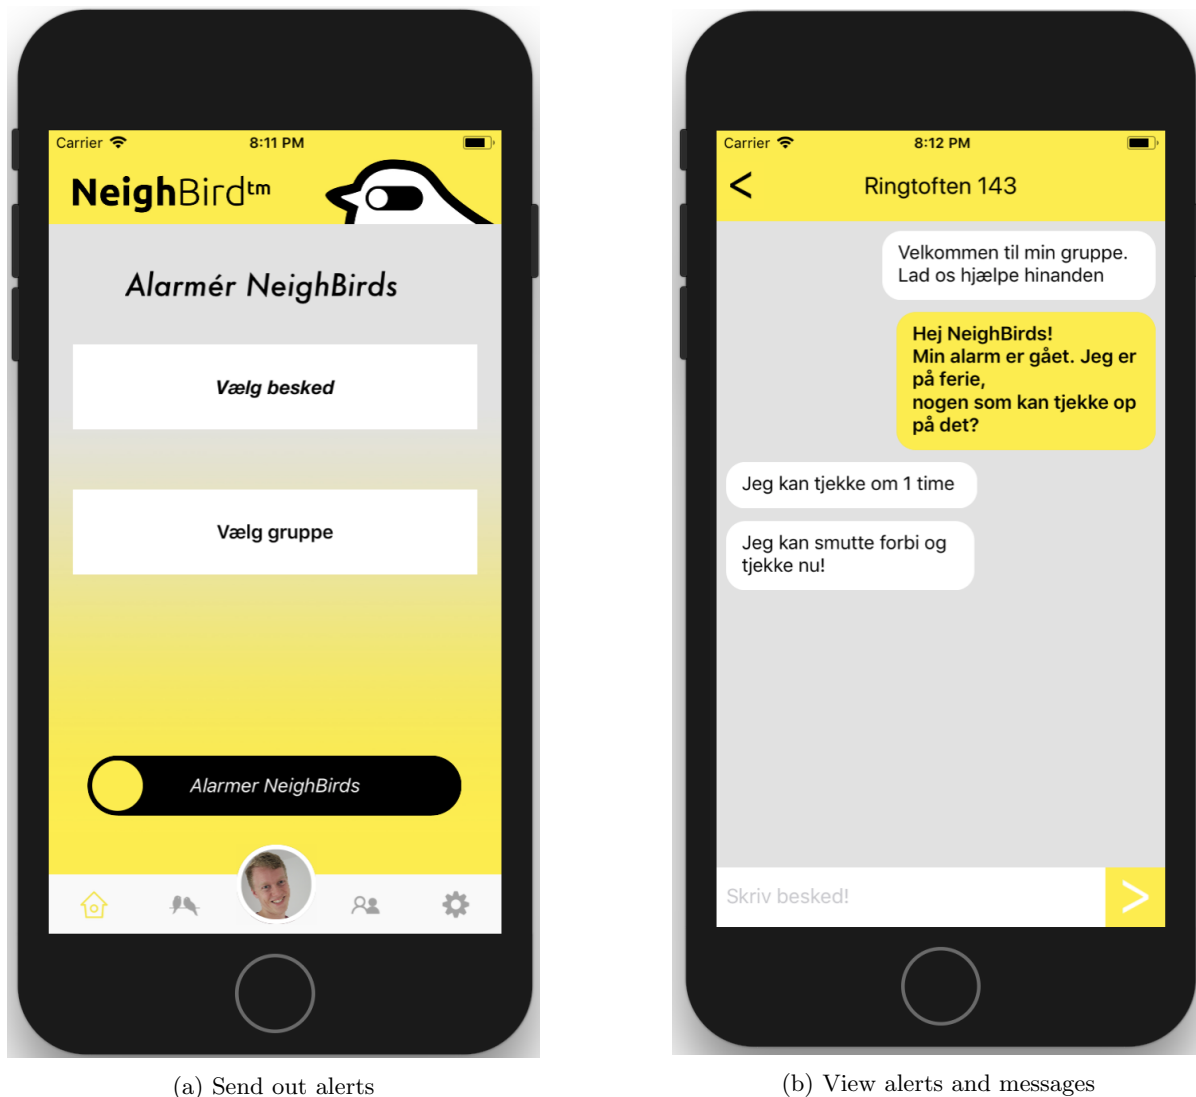 Carrier
8:11 PM
NeighBird™
Alarmér NeighBirds
Vælg besked
Vælg gruppe
Alarmer NeighBirds
(a) Send out alerts
Carrier
8:12 PM
<
Ringtoften 143
Velkommen til min gruppe.
Lad os hjælpe hinanden
Hej NeighBirds!
Min alarm er gået. Jeg er
på ferie,
nogen som kan tjekke op
på det?
Jeg kan tjekke om 1 time
Jeg kan smutte forbi og
tjekke nu!
Skriv besked!
>
(b) View alerts and messages